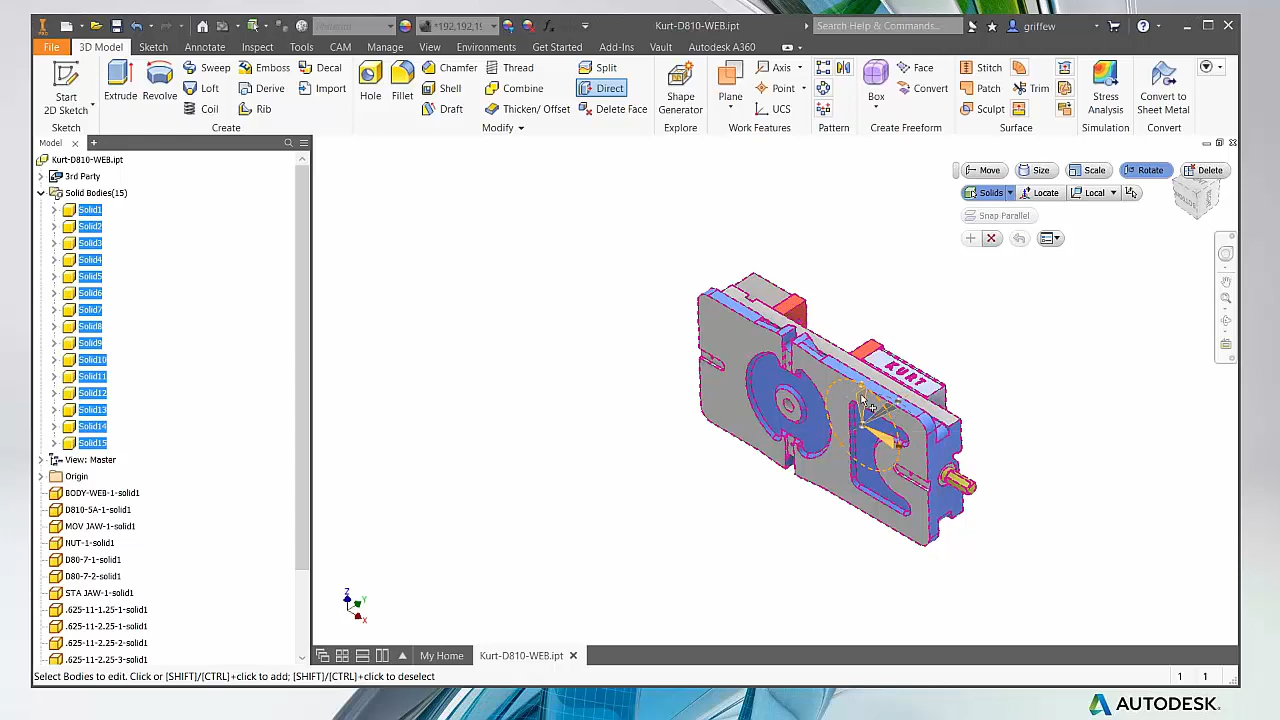 *192,192,19
Kurt-D810-WEB.ipt
Search Help & Commands...
griffew
File 3D Model Sketch Annotate Inspect Tools CAM Manage View Environments Get Started Add-Ins Vault Autodesk A360
Sweep Emboss Decal Chamfer Thread Split Axis Face Stitch
Start 2D Sketch Extrude Revolve Loft Derive Import Hole Fillet Shell Combine Direct Shape Generator Plane Point Box Convert Patch Trim Stress Analysis Convert to Sheet Metal
Coil Rib Draft Thicken/ Offset Delete Face UCS Sculpt
Sketch Create Modify Explore Work Features Pattern Create Freeform Surface Simulation Convert
Model
Kurt-D810-WEB.ipt
3rd Party
Move Size Scale Rotate Delete
Solid Bodies(15)
Solids Locate Local
Solid1
Snap Parallel
Solid2
Solid3
Solid4
Solid5
Solid6
Solid7
Solid8
Solid9
Solid10
Solid11
Solid12
Solid13
Solid14
Solid15
KURT
View: Master
Origin
BODY-WEB-1-solid1
D810-5A-1-solid1
MOV JAW-1-solid1
NUT-1-solid1
D80-7-1-solid1
D80-7-2-solid1
STA JAW-1-solid1
.625-11-1.25-1-solid1
.625-11-2.25-1-solid1
.625-11-2.25-2-solid1
.625-11-2.25-3-solid1
Z
Y
X
My Home Kurt-D810-WEB.ipt
Select Bodies to edit. Click or [SHIFT]/[CTRL]+click to add; [SHIFT]/[CTRL]+click to deselect 1 1
AUTODESK.